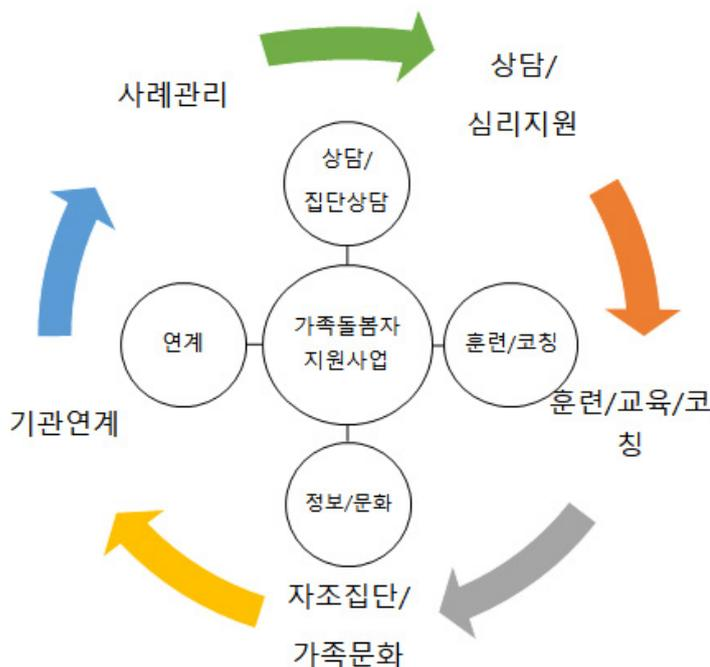 사례관리
상담/
심리지원
상담/
집단상담
연계
가족돌봄자
지원사업
훈련/코칭
기관연계
훈련/교육/코
칭
정보/문화
자조집단/
가족문화